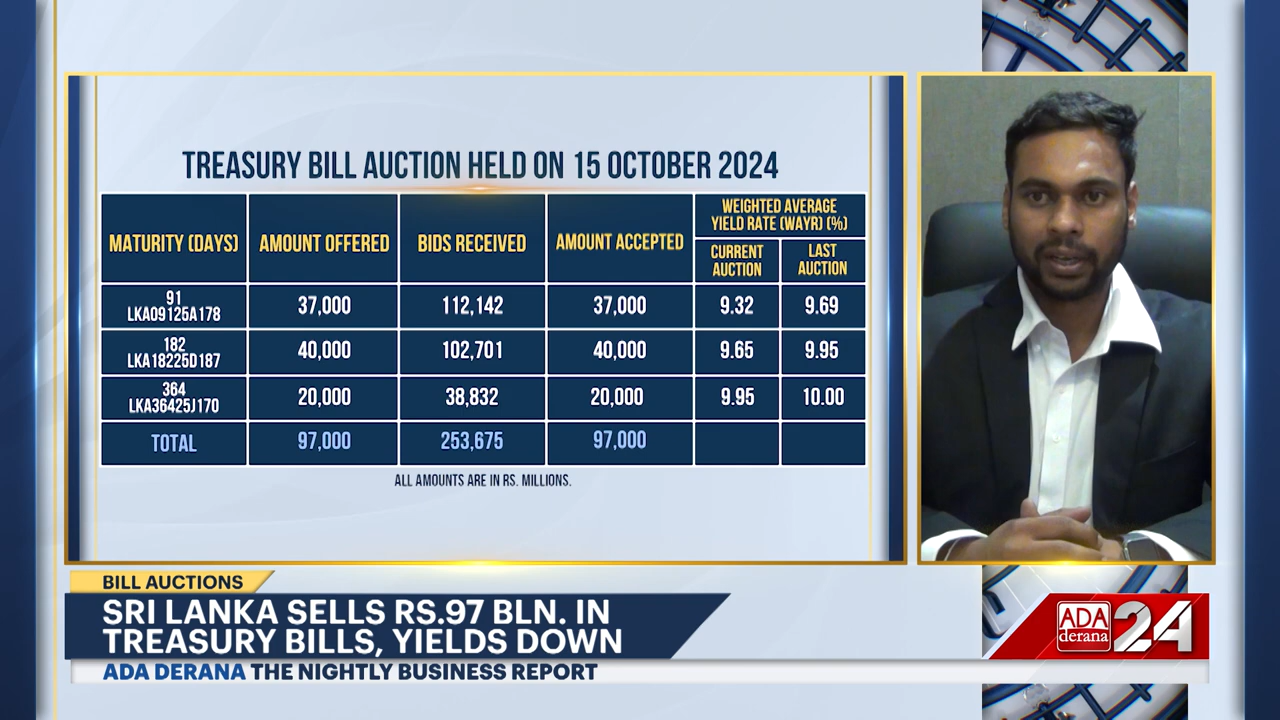 TREASURY BILL AUCTION HELD ON 15 OCTOBER 2024
MATURITY (DAYS) AMOUNT OFFERED BIDS RECEIVED AMOUNT ACCEPTED WEIGHTED AVERAGE
YIELD RATE (WAYR) (%)
CURRENT
AUCTION
LAST
AUCTION
91
LKA09125A178 37,000 112,142 37,000 9.32 9.69
182
LKA18225D187 40,000 102,701 40,000 9.65 9.95
364
LKA36425J170 20,000 38,832 20,000 9.95 10.00
TOTAL 97,000 253,675 97,000
ALL AMOUNTS ARE IN RS. MILLIONS.
BILL AUCTIONS
SRI LANKA SELLS RS.97 BLN. IN
TREASURY BILLS, YIELDS DOWN
ADA DERANA THE NIGHTLY BUSINESS REPORT
ADA
derana
24